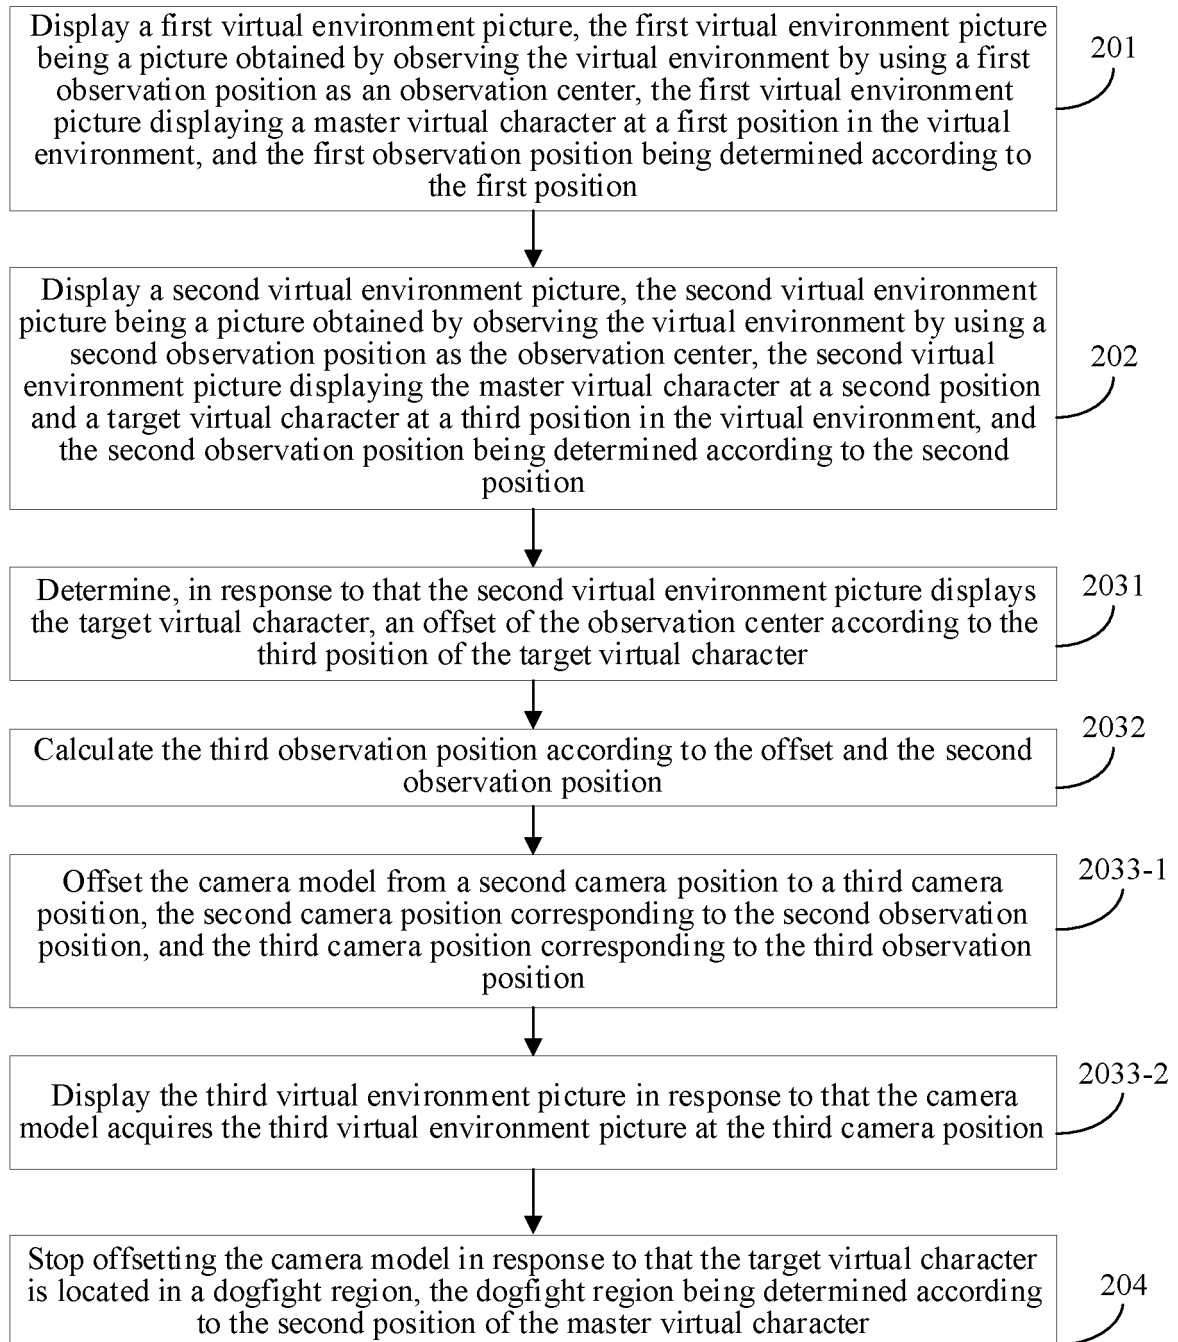 Display a first virtual environment picture, the first virtual environment picture
being a picture obtained by observing the virtual environment by using a first
observation position as an observation center, the first virtual environment
picture displaying a master virtual character at a first position in the virtual
environment, and the first observation position being determined according to
the first position
201
Display a second virtual environment picture, the second virtual environment
picture being a picture obtained by observing the virtual environment by using a
second observation position as the observation center, the second virtual
environment picture displaying the master virtual character at a second position
and a target virtual character at a third position in the virtual environment, and
the second observation position being determined according to the second
position
202
Determine, in response to that the second virtual environment picture displays
the target virtual character, an offset of the observation center according to the
third position of the target virtual character
2031
Calculate the third observation position according to the offset and the second
observation position
2032
Offset the camera model from a second camera position to a third camera
position, the second camera position corresponding to the second observation
position, and the third camera position corresponding to the third observation
position
2033-1
Display the third virtual environment picture in response to that the camera
model acquires the third virtual environment picture at the third camera position
2033-2
Stop offsetting the camera model in response to that the target virtual character
is located in a dogfight region, the dogfight region being determined according
to the second position of the master virtual character
204